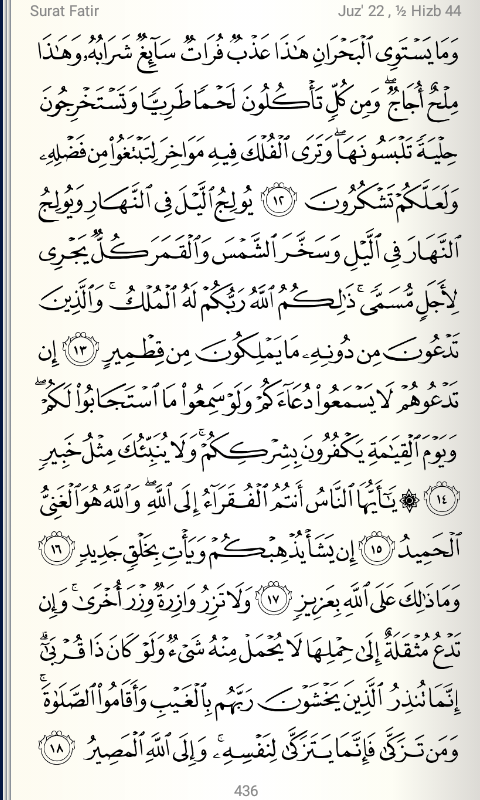 Surat Fatir
Juz' 22 , ½ Hizb 44
وَمَا يَسْتَوِى ٱلْبَحْرَانِ هَٰذَا عَذْبٌ فُرَاتٌ سَآئِغٌ شَرَابُهُۥ وَهَٰذَا
مِلْحٌ أُجَاجٌ ۖ وَمِن كُلٍّ تَأْكُلُونَ لَحْمًا طَرِيًّا وَتَسْتَخْرِجُونَ
حِلْيَةً تَلْبَسُونَهَا ۖ وَتَرَى ٱلْفُلْكَ فِيهِ مَوَاخِرَ لِتَبْتَغُوا۟ مِن فَضْلِهِۦ
وَلَعَلَّكُمْ تَشْكُرُونَ ١٢ يُولِجُ ٱلَّيْلَ فِى ٱلنَّهَارِ وَيُولِجُ
ٱلنَّهَارَ فِى ٱلَّيْلِ وَسَخَّرَ ٱلشَّمْسَ وَٱلْقَمَرَ كُلٌّ يَجْرِى
لِأَجَلٍ مُّسَمًّى ۚ ذَٰلِكُمُ ٱللَّهُ رَبُّكُمْ لَهُ ٱلْمُلْكُ ۚ وَٱلَّذِينَ
تَدْعُونَ مِن دُونِهِۦ مَا يَمْلِكُونَ مِن قِطْمِيرٍ ١٣ إِن
تَدْعُوهُمْ لَا يَسْمَعُوا۟ دُعَآءَكُمْ وَلَوْ سَمِعُوا۟ مَا ٱسْتَجَابُوا۟ لَكُمْ ۖ
وَيَوْمَ ٱلْقِيَٰمَةِ يَكْفُرُونَ بِشِرْكِكُمْ ۚ وَلَا يُنَبِّئُكَ مِثْلُ خَبِيرٍ
١٤ ۞ يَٰٓأَيُّهَا ٱلنَّاسُ أَنتُمُ ٱلْفُقَرَآءُ إِلَى ٱللَّهِ ۖ وَٱللَّهُ هُوَ ٱلْغَنِىُّ
ٱلْحَمِيدُ ١٥ إِن يَشَأْ يُذْهِبْكُمْ وَيَأْتِ بِخَلْقٍ جَدِيدٍ ١٦
وَمَا ذَٰلِكَ عَلَى ٱللَّهِ بِعَزِيزٍ ١٧ وَلَا تَزِرُ وَازِرَةٌ وِزْرَ أُخْرَىٰ ۚ وَإِن
تَدْعُ مُثْقَلَةٌ إِلَىٰ حِمْلِهَا لَا يُحْمَلْ مِنْهُ شَىْءٌ وَلَوْ كَانَ ذَا قُرْبَىٰٓ ۗ
إِنَّمَا تُنذِرُ ٱلَّذِينَ يَخْشَوْنَ رَبَّهُم بِٱلْغَيْبِ وَأَقَامُوا۟ ٱلصَّلَوٰةَ ۚ
وَمَن تَزَكَّىٰ فَإِنَّمَا يَتَزَكَّىٰ لِنَفْسِهِۦ ۚ وَإِلَى ٱللَّهِ ٱلْمَصِيرُ ١٨
436